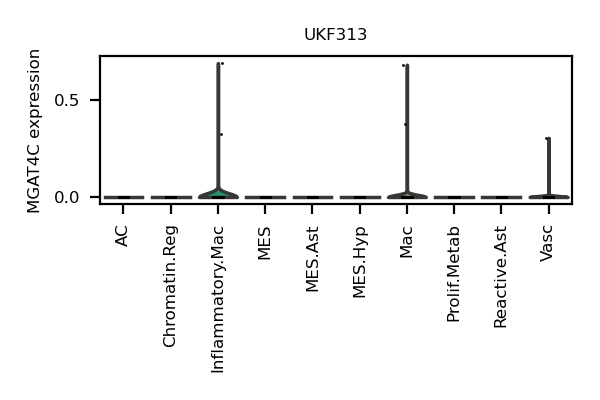 UKF313
MGAT4C expression
0.5
0.0
AC
Chromatin.Reg
Inflammatory.Mac
MES
MES.Ast
MES.Hyp
Mac
Prolif.Metab
Reactive.Ast
Vasc